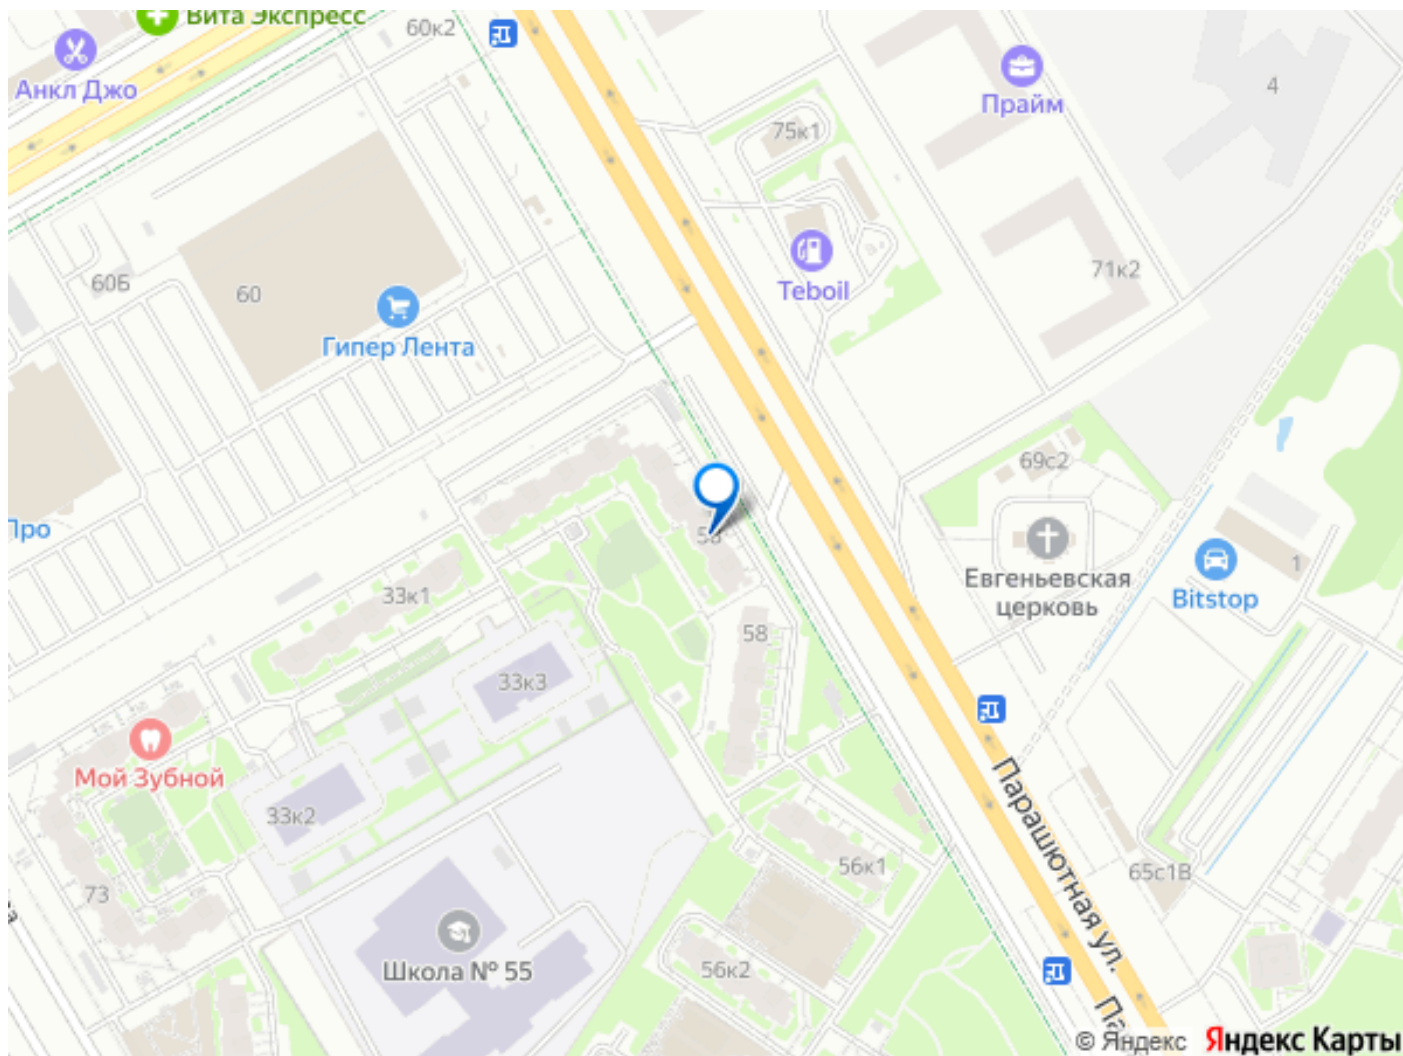 Вита Экспресс
60к2
Анкл Джо
Прайм
4
75к1
60Б
60
Teboil
71к2
Гипер Лента
69с2
Про
58
Евгеньевская
церковь
1
Bitstop
33к1
58
33к3
Мой Зубной
33к2
Парашютная ул.
56к1
65с1В
73
Школа № 55
56к2
Па
© Яндекс
Яндекс Карты